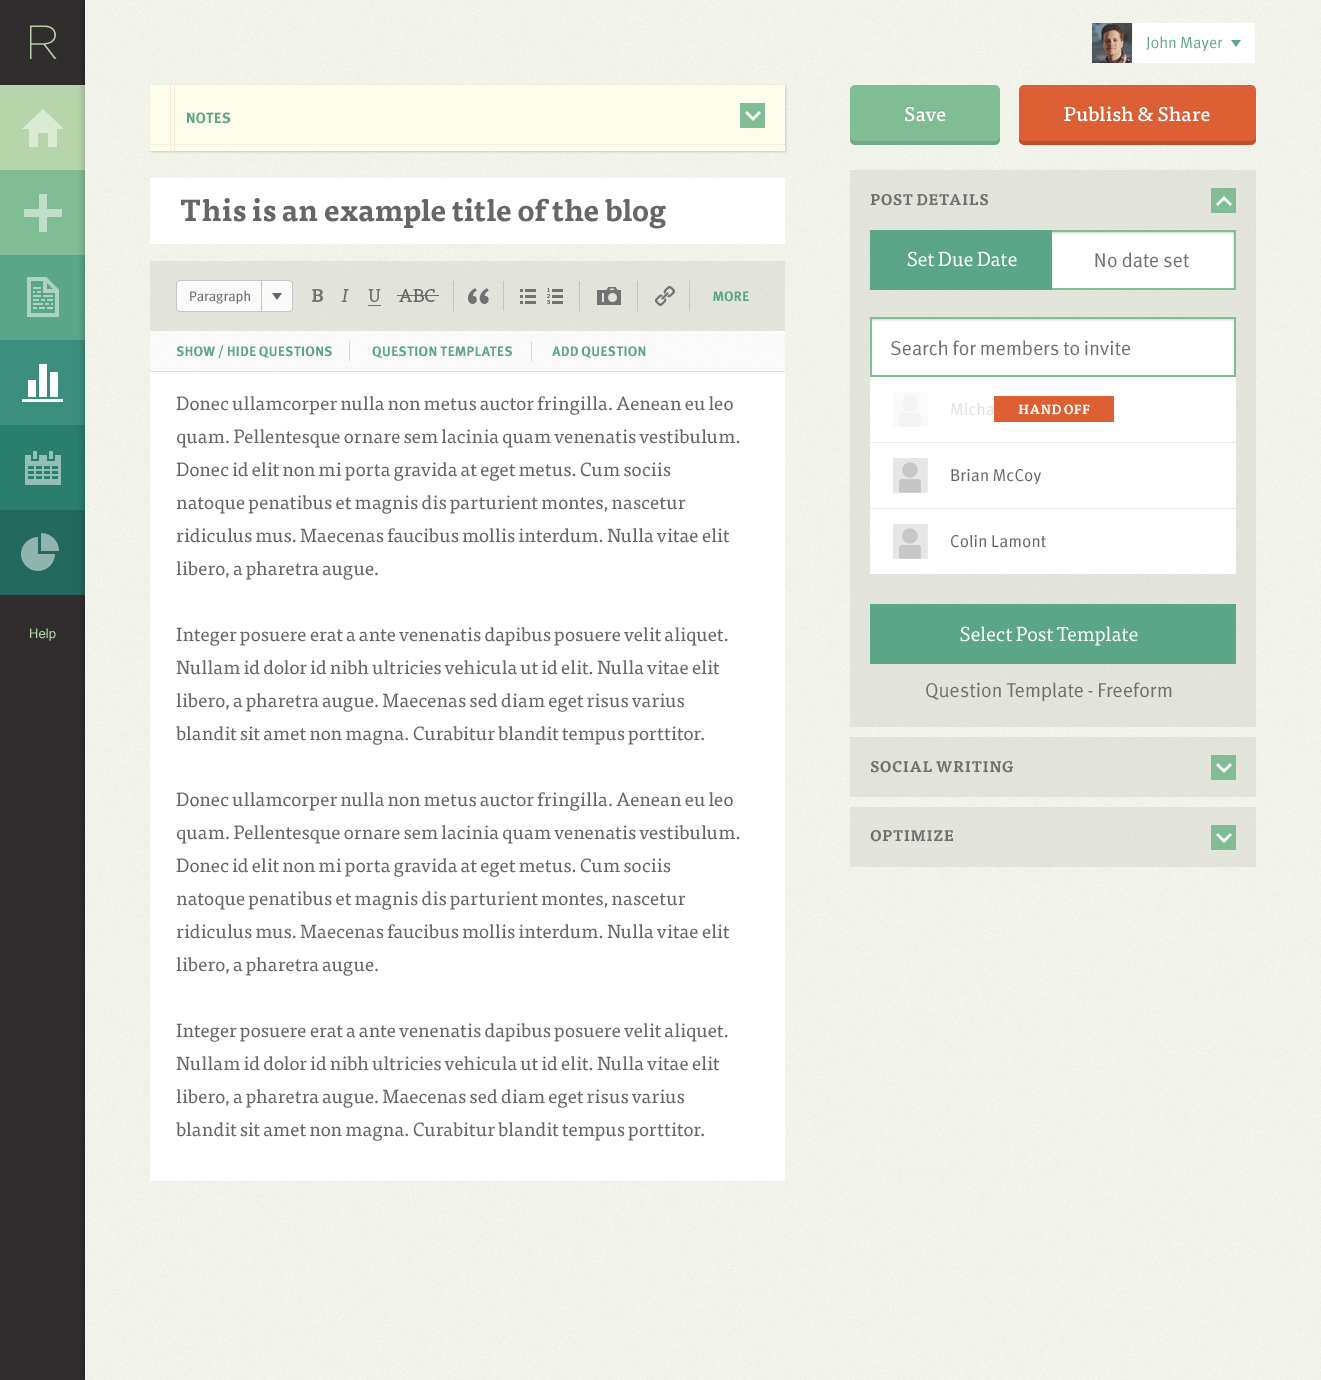 R
John Mayer
NOTES
Save
Publish & Share
This is an example title of the blog
Paragraph
B I U ABC
MORE
SHOW / HIDE QUESTIONS
QUESTION TEMPLATES
ADD QUESTION
Donec ullamcorper nulla non metus auctor fringilla. Aenean eu leo
quam. Pellentesque ornare sem lacinia quam venenatis vestibulum.
Donec id elit non mi porta gravida at eget metus. Cum sociis
natoque penatibus et magnis dis parturient montes, nascetur
ridiculus mus. Maecenas faucibus mollis interdum. Nulla vitae elit
libero, a pharetra augue.
Integer posuere erat a ante venenatis dapibus posuere velit aliquet.
Nullam id dolor id nibh ultricies vehicula ut id elit. Nulla vitae elit
libero, a pharetra augue. Maecenas sed diam eget risus varius
blandit sit amet non magna. Curabitur blandit tempus porttitor.
Donec ullamcorper nulla non metus auctor fringilla. Aenean eu leo
quam. Pellentesque ornare sem lacinia quam venenatis vestibulum.
Donec id elit non mi porta gravida at eget metus. Cum sociis
natoque penatibus et magnis dis parturient montes, nascetur
ridiculus mus. Maecenas faucibus mollis interdum. Nulla vitae elit
libero, a pharetra augue.
Integer posuere erat a ante venenatis dapibus posuere velit aliquet.
Nullam id dolor id nibh ultricies vehicula ut id elit. Nulla vitae elit
libero, a pharetra augue. Maecenas sed diam eget risus varius
blandit sit amet non magna. Curabitur blandit tempus porttitor.
POST DETAILS
Set Due Date
No date set
Search for members to invite
Micha
HAND OFF
Brian McCoy
Colin Lamont
Select Post Template
Question Template - Freeform
SOCIAL WRITING
OPTIMIZE
Help